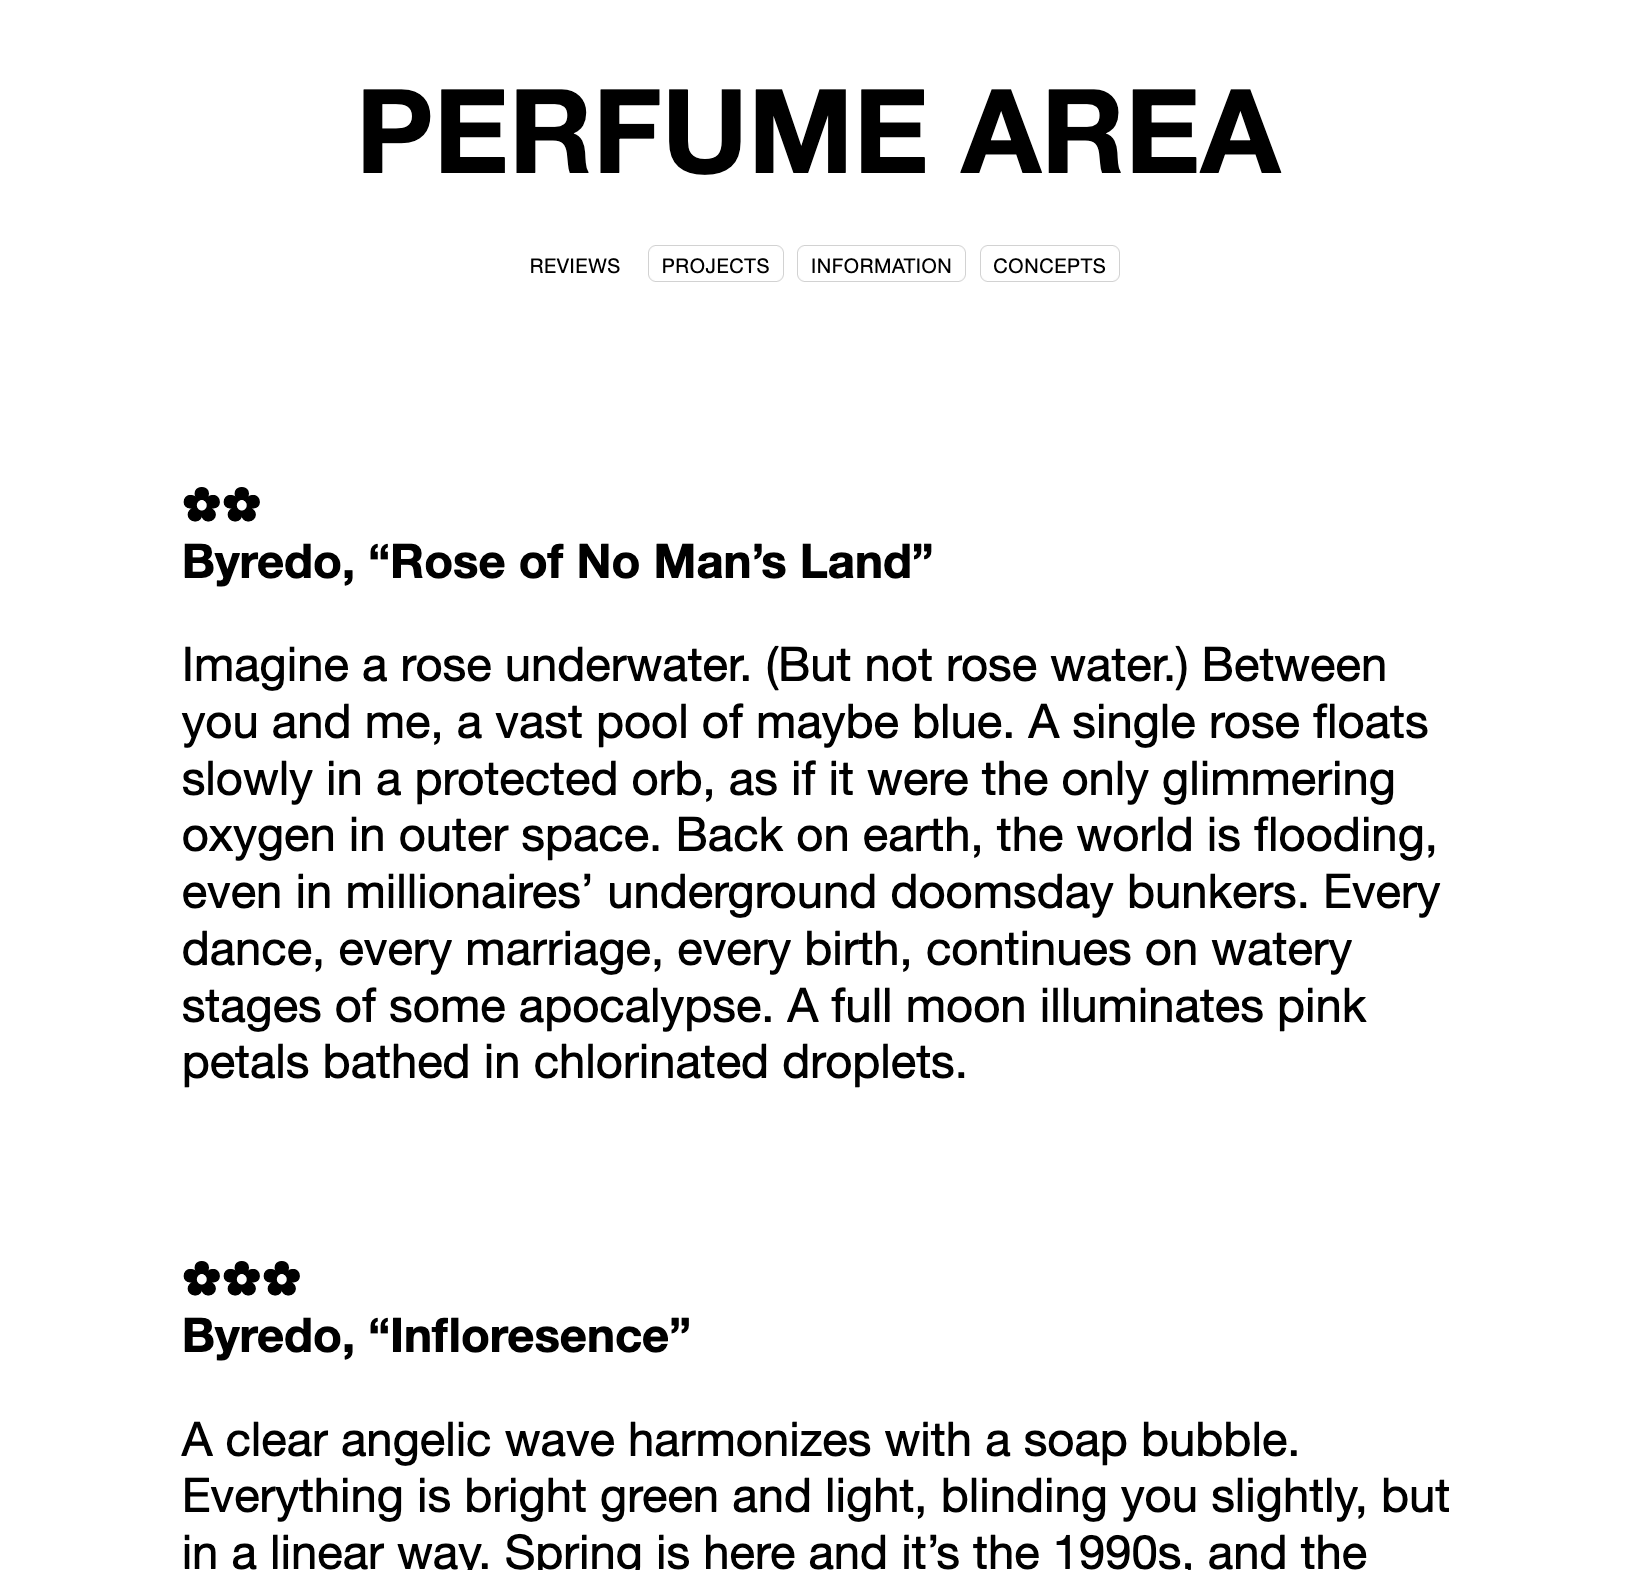 PERFUME AREA
REVIEWS PROJECTS INFORMATION CONCEPTS
✿✿
Byredo, “Rose of No Man’s Land”
Imagine a rose underwater. (But not rose water.) Between
you and me, a vast pool of maybe blue. A single rose floats
slowly in a protected orb, as if it were the only glimmering
oxygen in outer space. Back on earth, the world is flooding,
even in millionaires’ underground doomsday bunkers. Every
dance, every marriage, every birth, continues on watery
stages of some apocalypse. A full moon illuminates pink
petals bathed in chlorinated droplets.
✿✿✿
Byredo, “Infloresence”
A clear angelic wave harmonizes with a soap bubble.
Everything is bright green and light, blinding you slightly, but
in a linear way. Spring is here and it’s the 1990s, and the